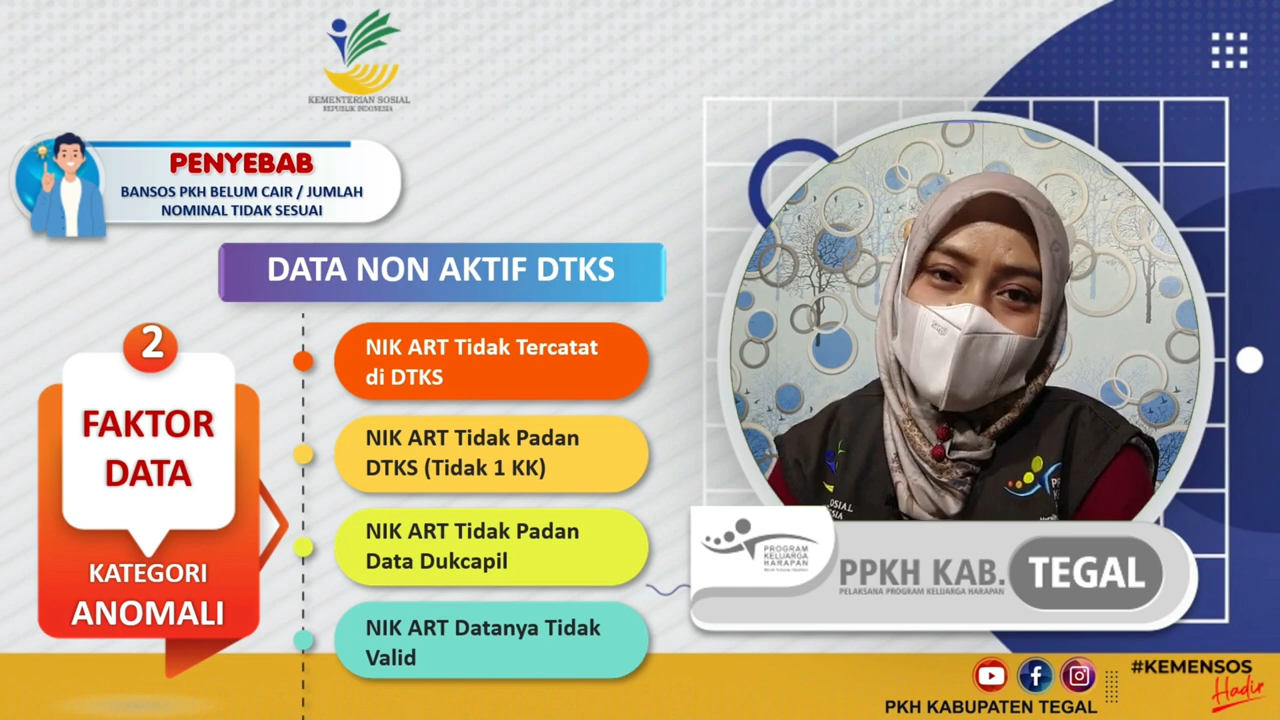 KEMENTERIAN SOSIAL
REPUBLIK INDONESIA
PENYEBAB
BANSOS PKH BELUM CAIR / JUMLAH
NOMINAL TIDAK SESUAI
DATA NON AKTIF DTKS
2
FAKTOR
DATA
KATEGORI
ANOMALI
NIK ART Tidak Tercatat
di DTKS
NIK ART Tidak Padan
DTKS (Tidak 1 KK)
NIK ART Tidak Padan
Data Dukcapil
NIK ART Datanya Tidak
Valid
PROGRAM
KELUARGA
HARAPAN
PPKH KAB.
PELAKSANA PROGRAM KELUARGA HARAPAN
TEGAL
PKH KABUPATEN TEGAL
#KEMENSOS
Hadir